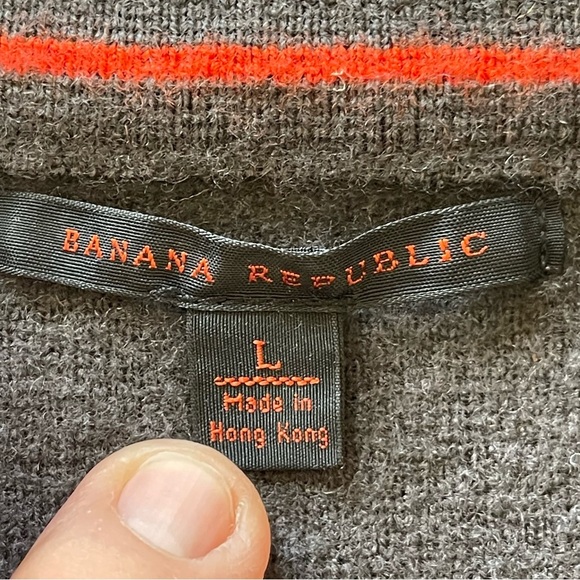 BANANA REPUBLIC
L
Made in
Hong Kong